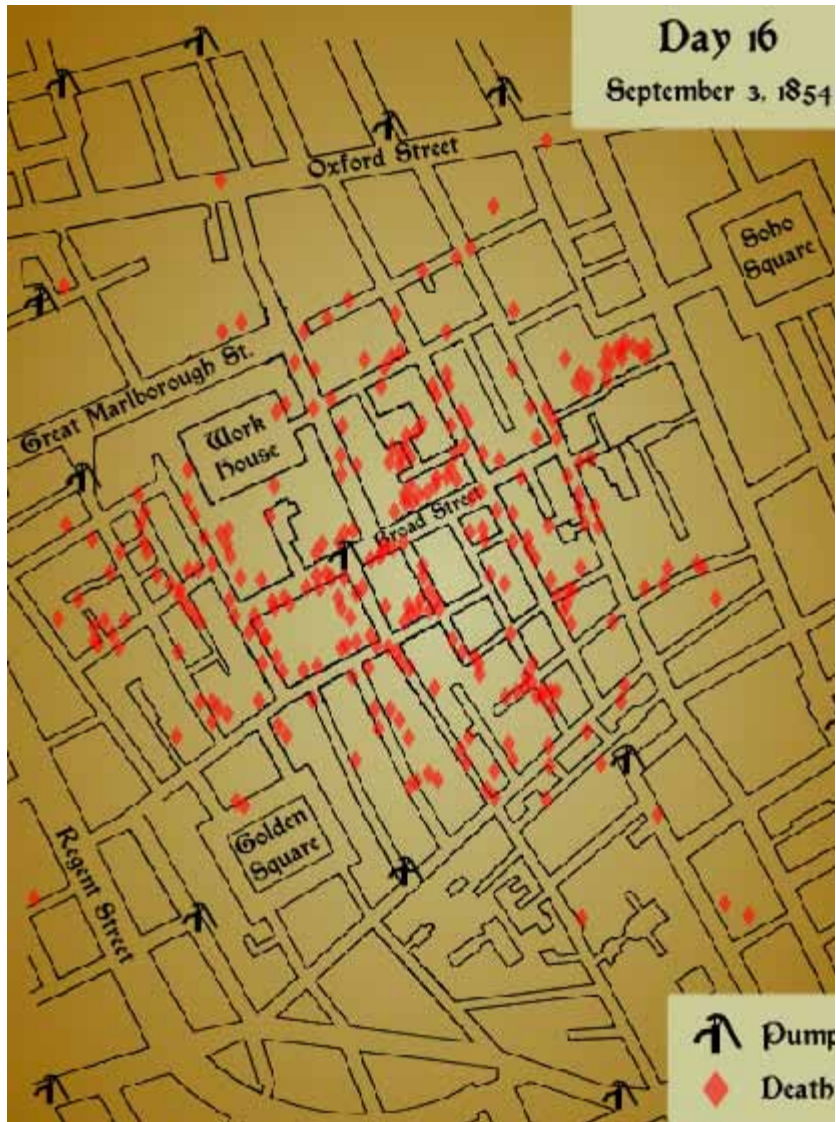 Day 16
September 3, 1854
Oxford Street
Soho
Square
Great Marlborough St.
Work
House
Broad Street
Golden
Square
Regent Street
Pump
Death